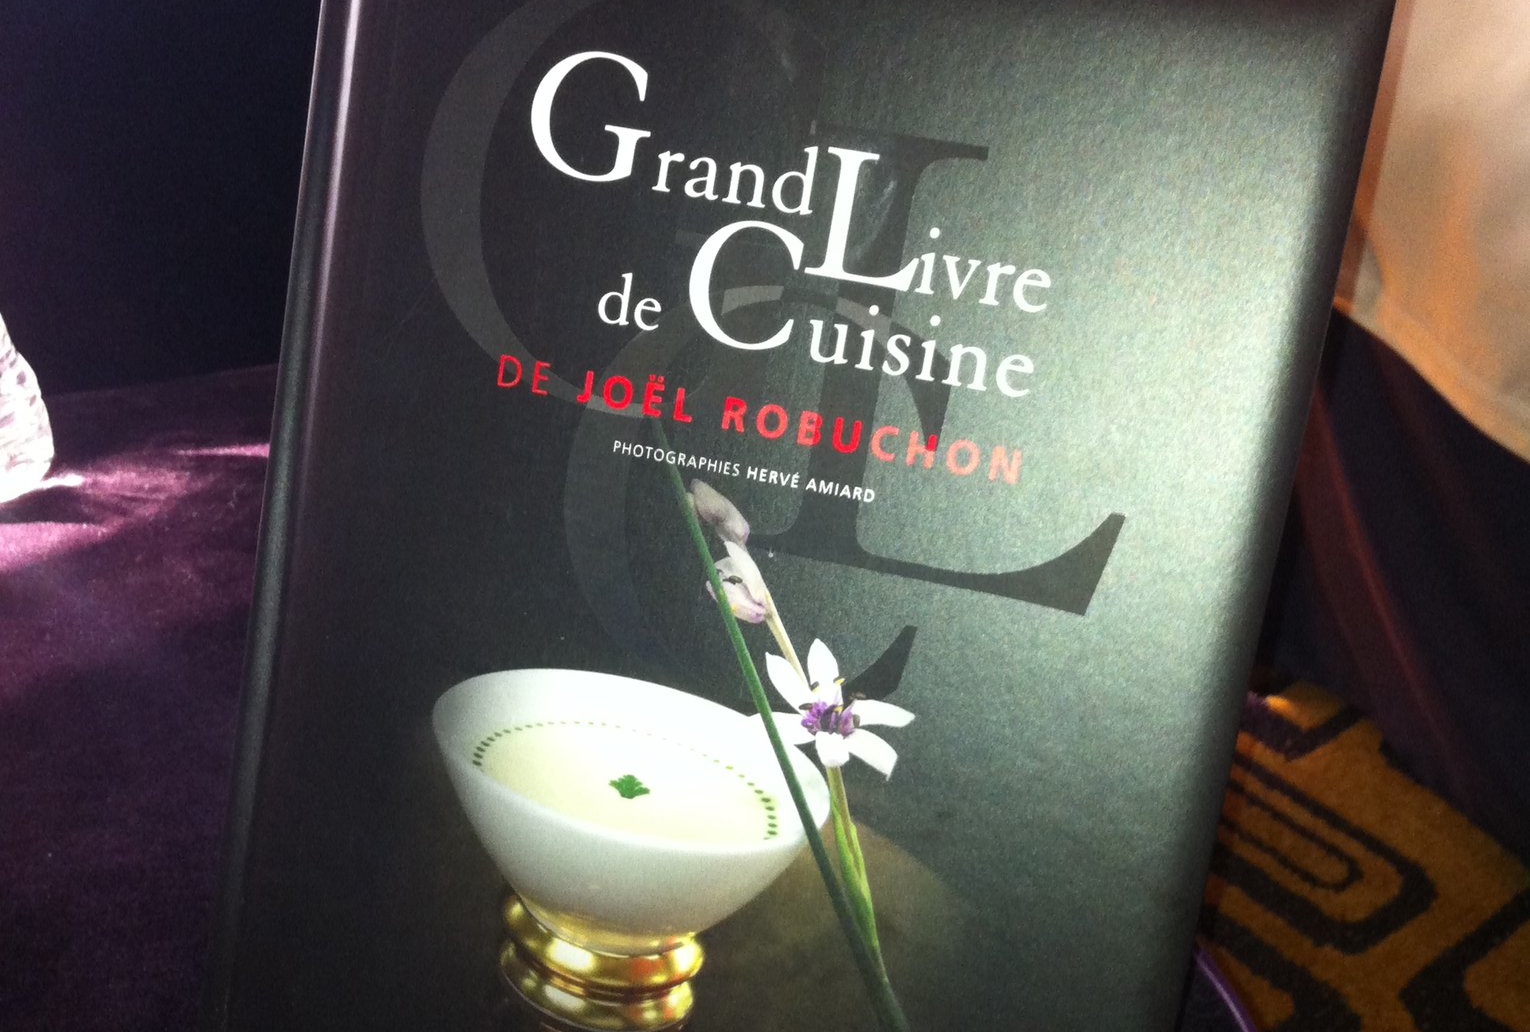 Grand Livre
de Cuisine
DE JOËL ROBUCHON
PHOTOGRAPHIES HERVÉ AMIARD